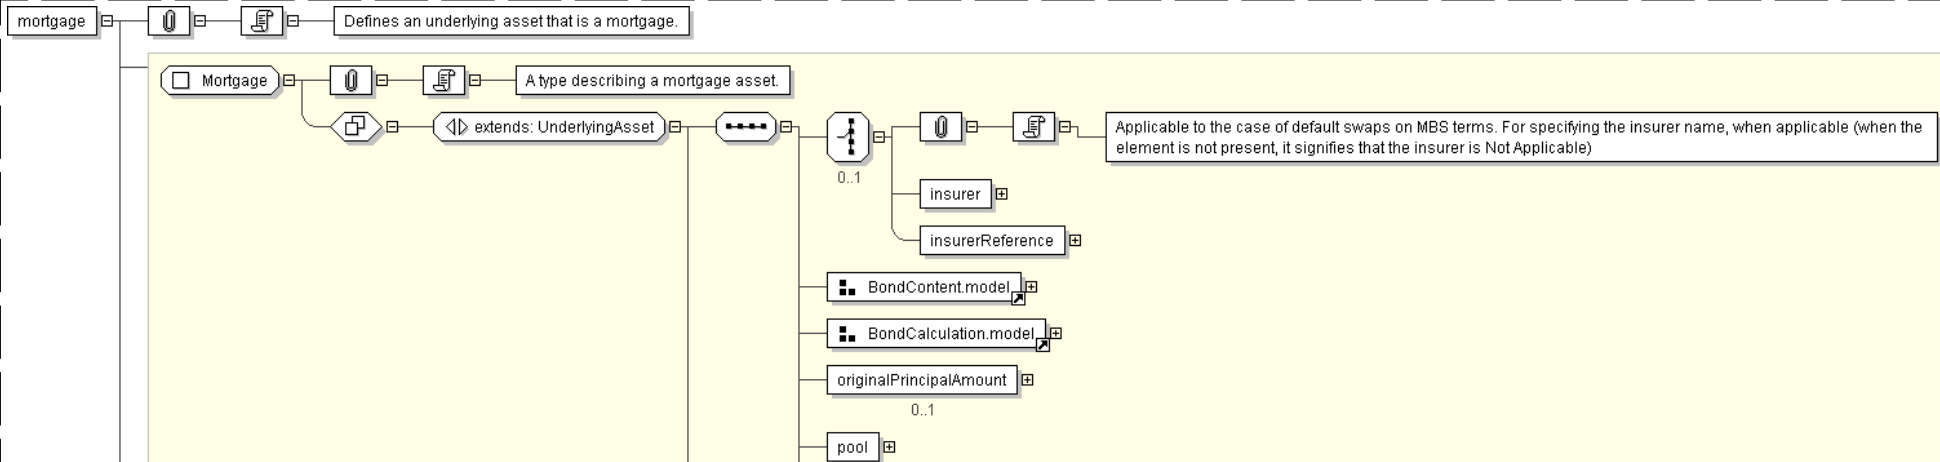 mortgage
Defines an underlying asset that is a mortgage.
Mortgage
A type describing a mortgage asset.
extends: UnderlyingAsset
0..1
Applicable to the case of default swaps on MBS terms. For specifying the insurer name, when applicable (when the
element is not present, it signifies that the insurer is Not Applicable)
insurer
insurerReference
BondContent.model
BondCalculation.model
originalPrincipalAmount
0..1
pool